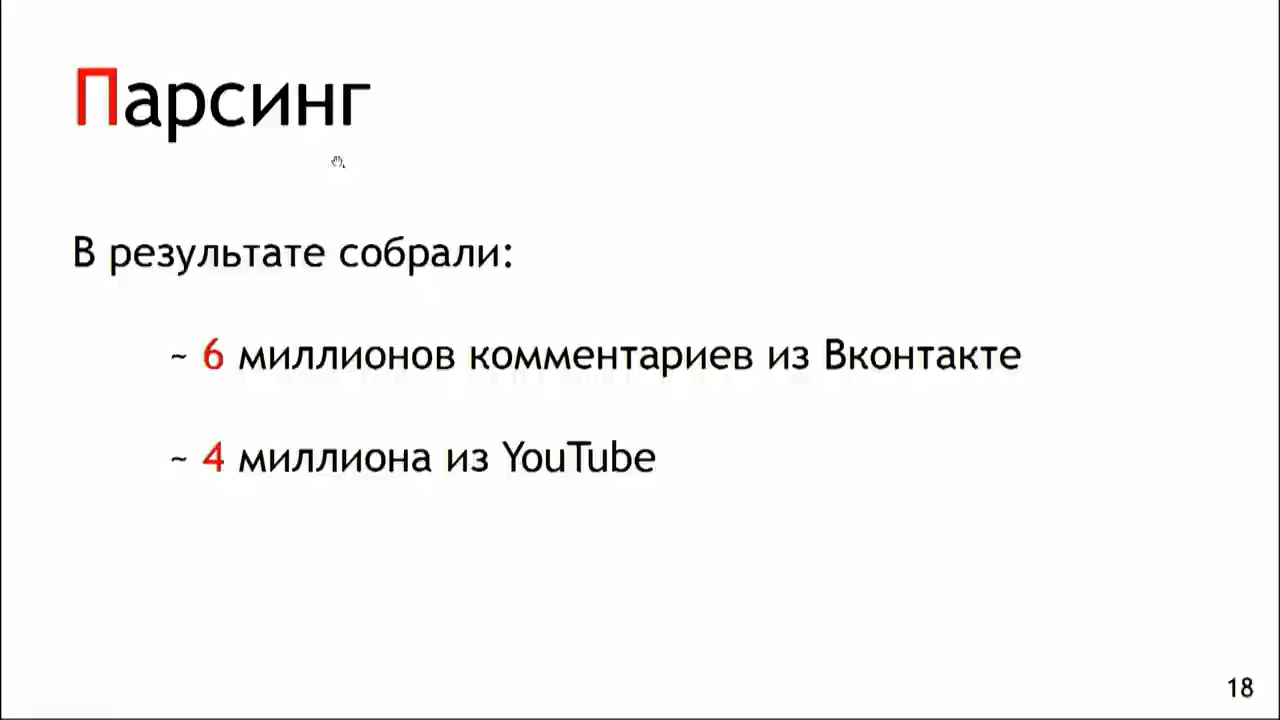 Парсинг
В результате собрали:
~ 6 миллионов комментариев из Вконтакте
~ 4 миллиона из YouTube
18